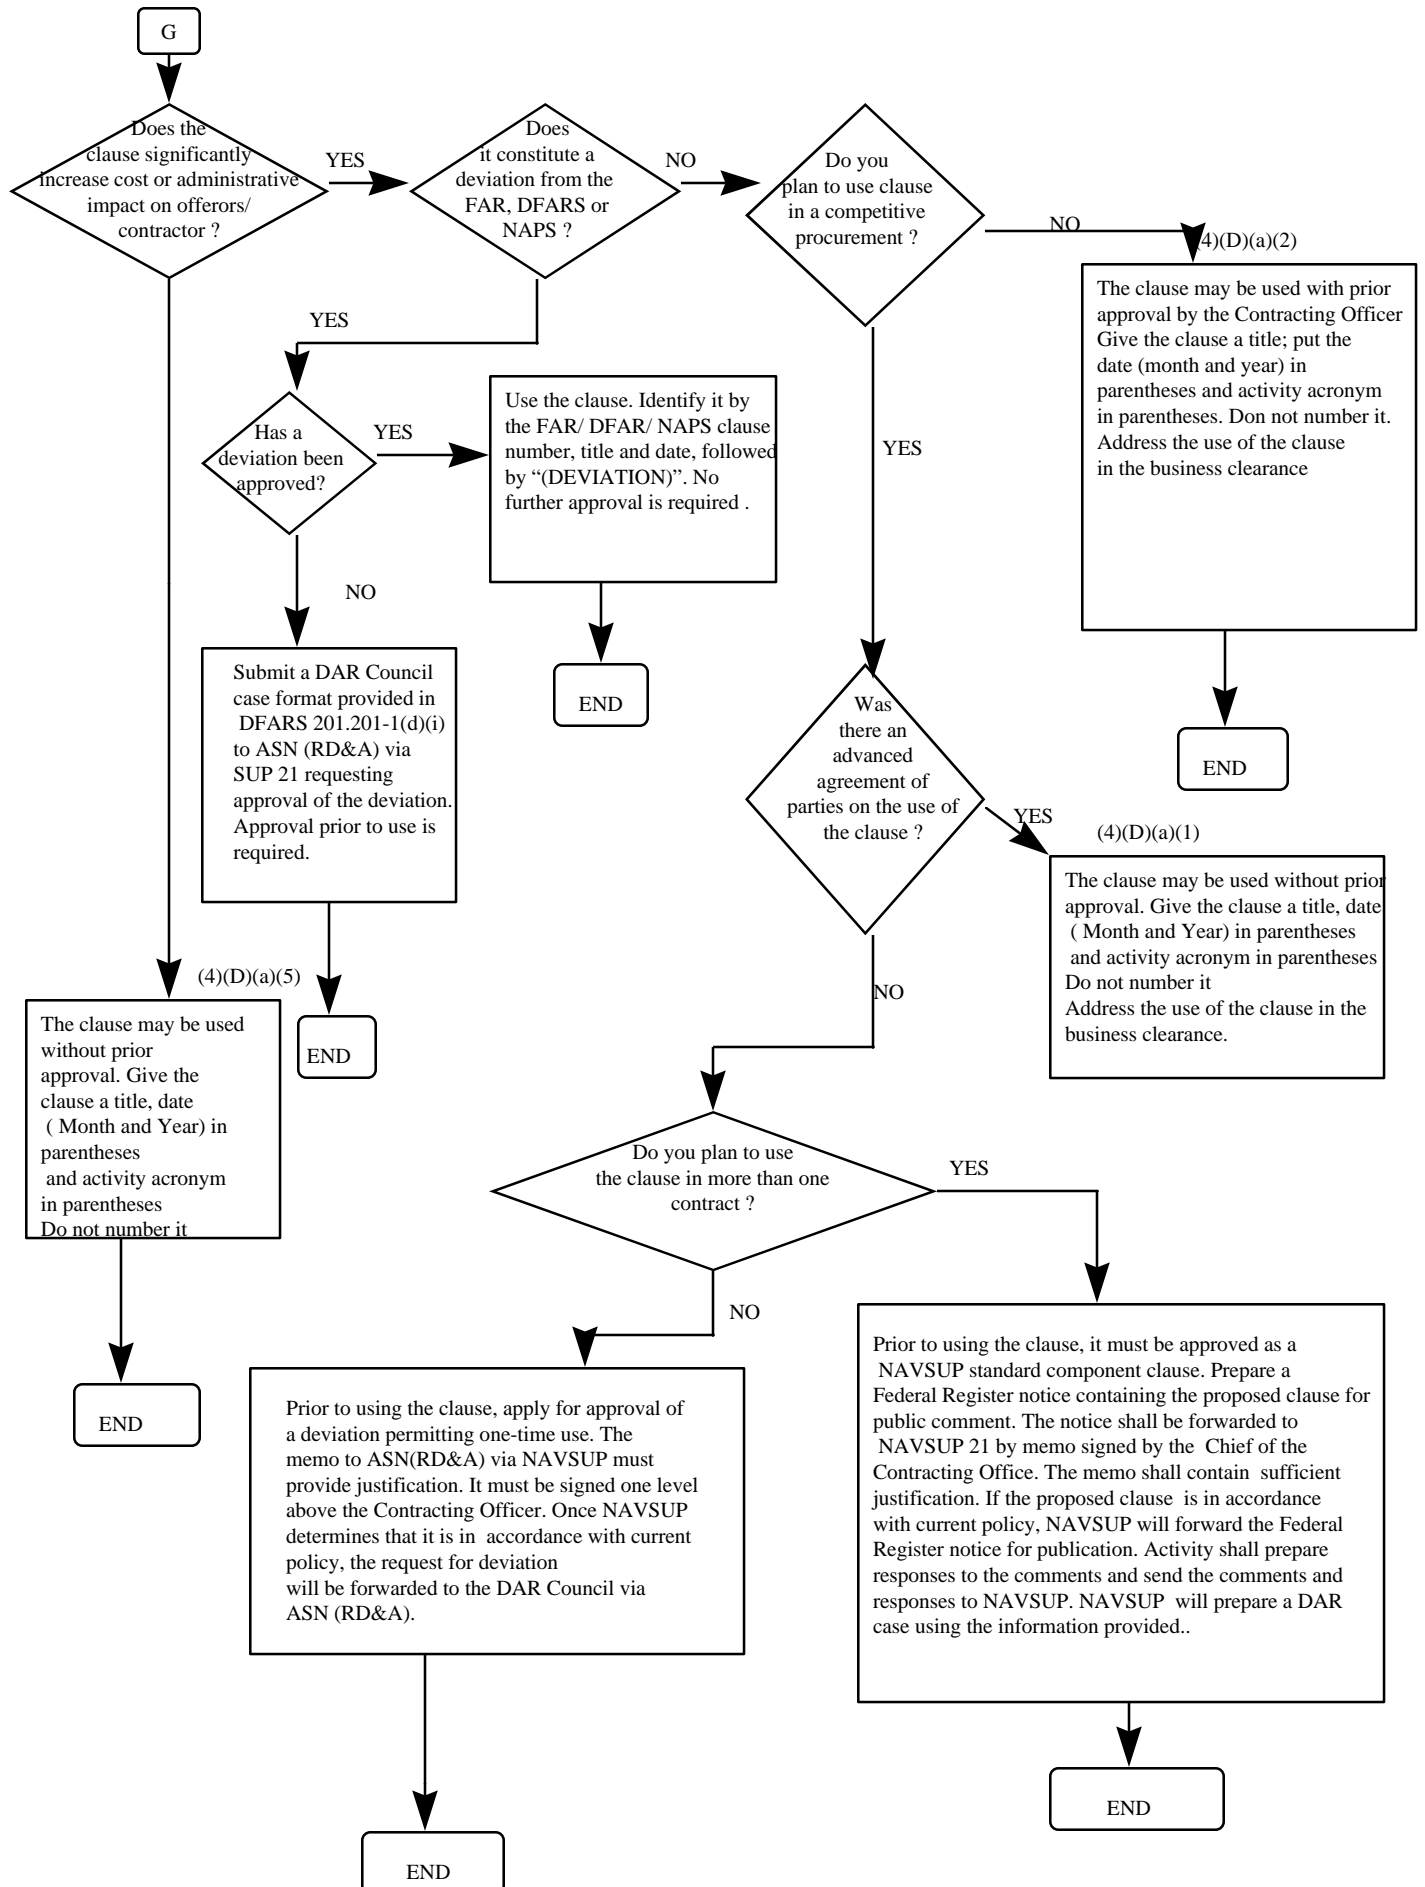 G
Does the
clause significantly
increase cost or administrative
impact on offerors/
contractor ?
YES
Does
it constitute a
deviation from the
FAR, DFARS or
NAPS ?
NO
Do you
plan to use clause
in a competitive
procurement ?
NO
(4)(D)(a)(2)
The clause may be used with prior
approval by the Contracting Officer
Give the clause a title; put the
date (month and year) in
parentheses and activity acronym
in parentheses. Don not number it.
Address the use of the clause
in the business clearance
END
YES
Has a
deviation been
approved?
YES
Use the clause. Identify it by
the FAR/ DFAR/ NAPS clause
number, title and date, followed
by “(DEVIATION)”. No
further approval is required .
END
NO
Submit a DAR Council
case format provided in
DFARS 201.201-1(d)(i)
to ASN (RD&A) via
SUP 21 requesting
approval of the deviation.
Approval prior to use is
required.
END
YES
Was
there an
advanced
agreement of
parties on the use of
the clause ?
YES
(4)(D)(a)(1)
The clause may be used without prior
approval. Give the clause a title, date
( Month and Year) in parentheses
and activity acronym in parentheses
Do not number it
Address the use of the clause in the
business clearance.
(4)(D)(a)(5)
The clause may be used
without prior
approval. Give the
clause a title, date
( Month and Year) in
parentheses
and activity acronym
in parentheses
Do not number it
END
NO
Do you plan to use
the clause in more than one
contract ?
YES
NO
Prior to using the clause, apply for approval of
a deviation permitting one-time use. The
memo to ASN(RD&A) via NAVSUP must
provide justification. It must be signed one level
above the Contracting Officer. Once NAVSUP
determines that it is in accordance with current
policy, the request for deviation
will be forwarded to the DAR Council via
ASN (RD&A).
END
Prior to using the clause, it must be approved as a
NAVSUP standard component clause. Prepare a
Federal Register notice containing the proposed clause for
public comment. The notice shall be forwarded to
NAVSUP 21 by memo signed by the Chief of the
Contracting Office. The memo shall contain sufficient
justification. If the proposed clause is in accordance
with current policy, NAVSUP will forward the Federal
Register notice for publication. Activity shall prepare
responses to the comments and send the comments and
responses to NAVSUP. NAVSUP will prepare a DAR
case using the information provided..
END